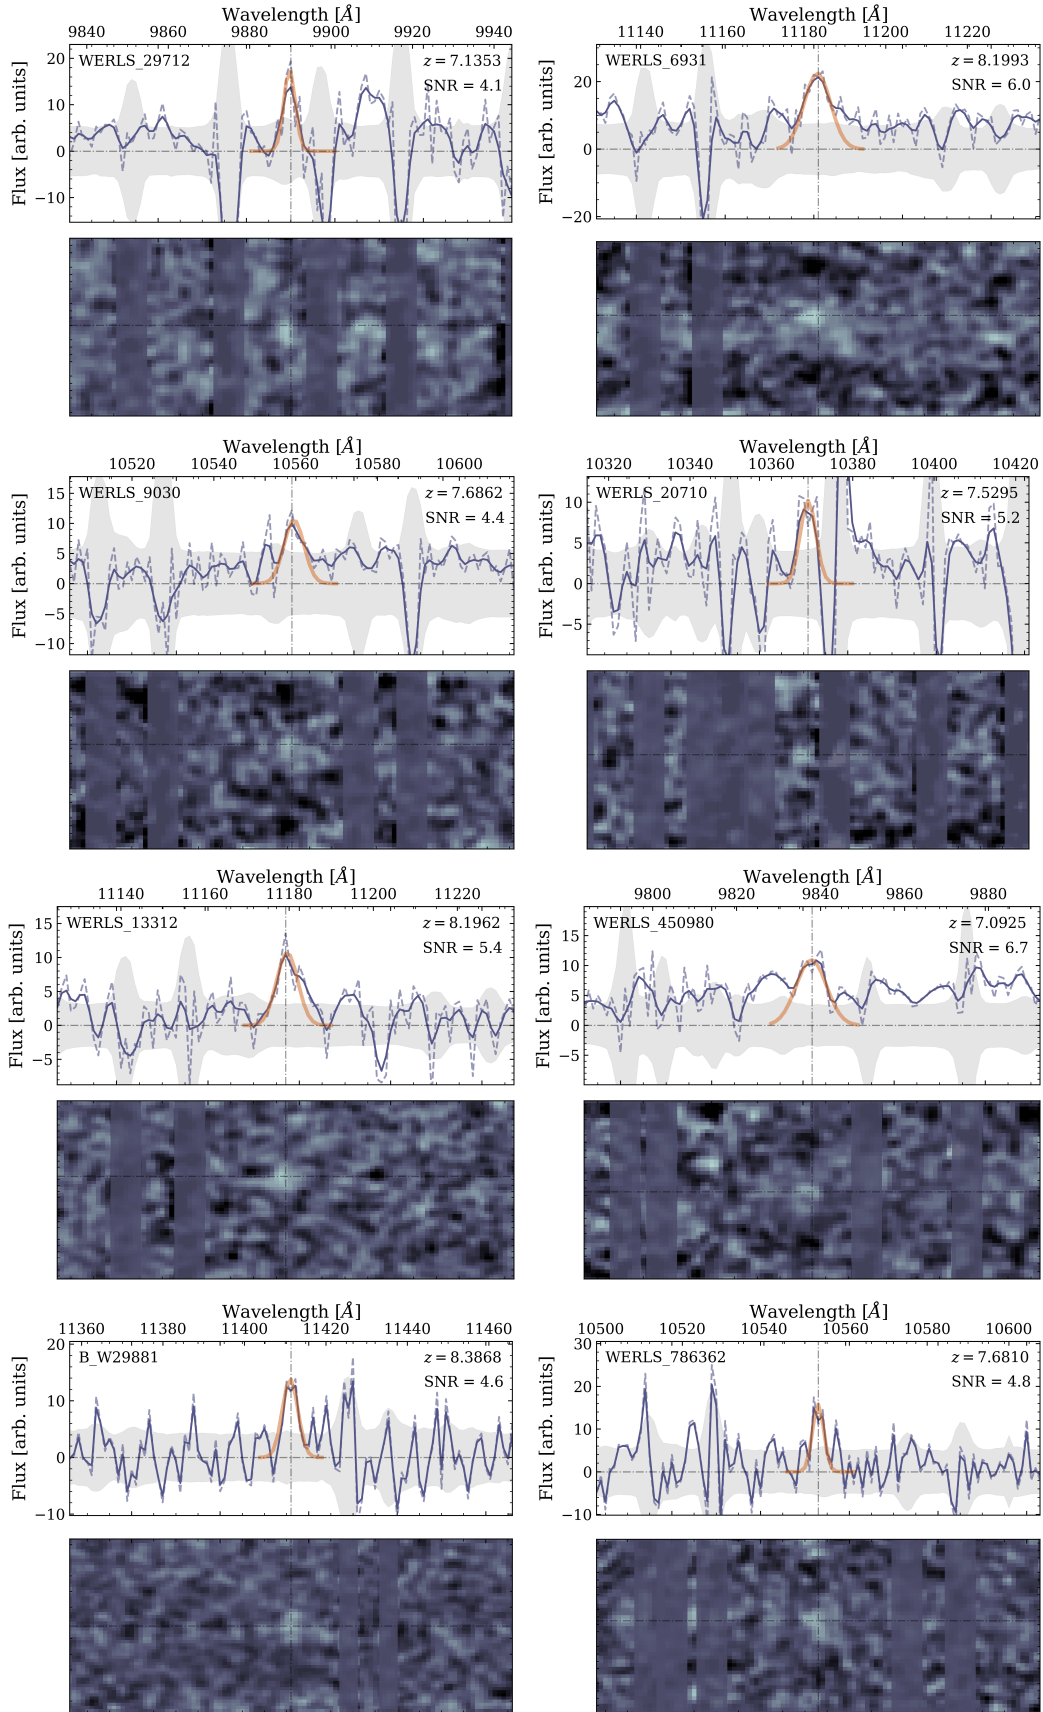 Wavelength [Å]
9840 9860 9880 9900 9920 9940
WERLS_29712
z = 7.1353
SNR = 4.1
Flux [arb. units]
20
10
0
−10
Wavelength [Å]
11140 11160 11180 11200 11220
WERLS_6931
z = 8.1993
SNR = 6.0
Flux [arb. units]
20
0
−20
Wavelength [Å]
10520 10540 10560 10580 10600
WERLS_9030
z = 7.6862
SNR = 4.4
Flux [arb. units]
15
10
5
0
−5
−10
Wavelength [Å]
10320 10340 10360 10380 10400 10420
WERLS_20710
z = 7.5295
SNR = 5.2
Flux [arb. units]
10
5
0
−5
Wavelength [Å]
11140 11160 11180 11200 11220
WERLS_13312
z = 8.1962
SNR = 5.4
Flux [arb. units]
15
10
5
0
−5
Wavelength [Å]
9800 9820 9840 9860 9880
WERLS_450980
z = 7.0925
SNR = 6.7
Flux [arb. units]
15
10
5
0
−5
Wavelength [Å]
11360 11380 11400 11420 11440 11460
B_W29881
z = 8.3868
SNR = 4.6
Flux [arb. units]
20
10
0
−10
Wavelength [Å]
10500 10520 10540 10560 10580 10600
WERLS_786362
z = 7.6810
SNR = 4.8
Flux [arb. units]
30
20
10
0
−10